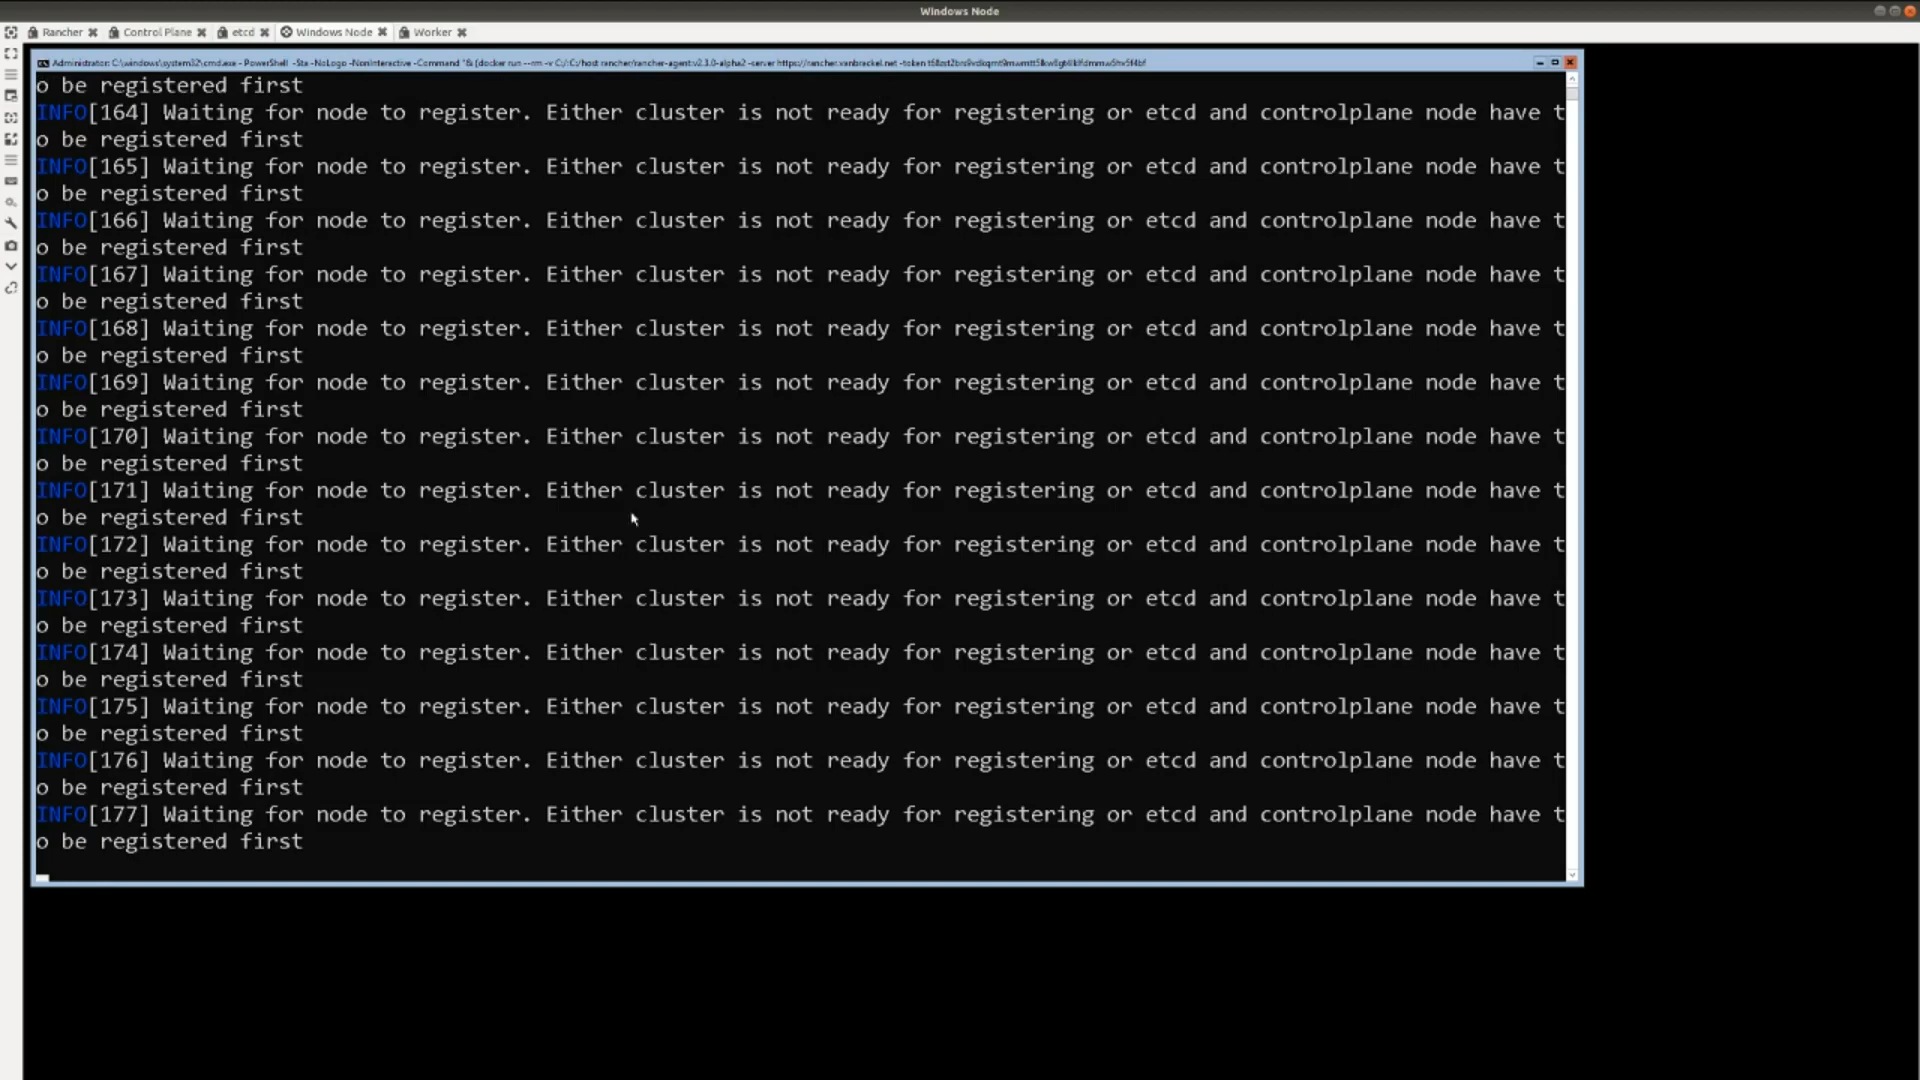 Windows Node
Rancher Control Plane etcd Windows Node Worker
Administrator: C:\windows\system32\cmd.exe - PowerShell -Sta -NoLogo -NonInteractive -Command "& {docker run --rm -v C:/:C:/host rancher/rancher-agent:v2.3.0-alpha2 -server https://rancher.vanbrackel.net -token
o be registered first
INFO[164] Waiting for node to register. Either cluster is not ready for registering or etcd and controlplane node have t
o be registered first
INFO[165] Waiting for node to register. Either cluster is not ready for registering or etcd and controlplane node have t
o be registered first
INFO[166] Waiting for node to register. Either cluster is not ready for registering or etcd and controlplane node have t
o be registered first
INFO[167] Waiting for node to register. Either cluster is not ready for registering or etcd and controlplane node have t
o be registered first
INFO[168] Waiting for node to register. Either cluster is not ready for registering or etcd and controlplane node have t
o be registered first
INFO[169] Waiting for node to register. Either cluster is not ready for registering or etcd and controlplane node have t
o be registered first
INFO[170] Waiting for node to register. Either cluster is not ready for registering or etcd and controlplane node have t
o be registered first
INFO[171] Waiting for node to register. Either cluster is not ready for registering or etcd and controlplane node have t
o be registered first
INFO[172] Waiting for node to register. Either cluster is not ready for registering or etcd and controlplane node have t
o be registered first
INFO[173] Waiting for node to register. Either cluster is not ready for registering or etcd and controlplane node have t
o be registered first
INFO[174] Waiting for node to register. Either cluster is not ready for registering or etcd and controlplane node have t
o be registered first
INFO[175] Waiting for node to register. Either cluster is not ready for registering or etcd and controlplane node have t
o be registered first
INFO[176] Waiting for node to register. Either cluster is not ready for registering or etcd and controlplane node have t
o be registered first
INFO[177] Waiting for node to register. Either cluster is not ready for registering or etcd and controlplane node have t
o be registered first